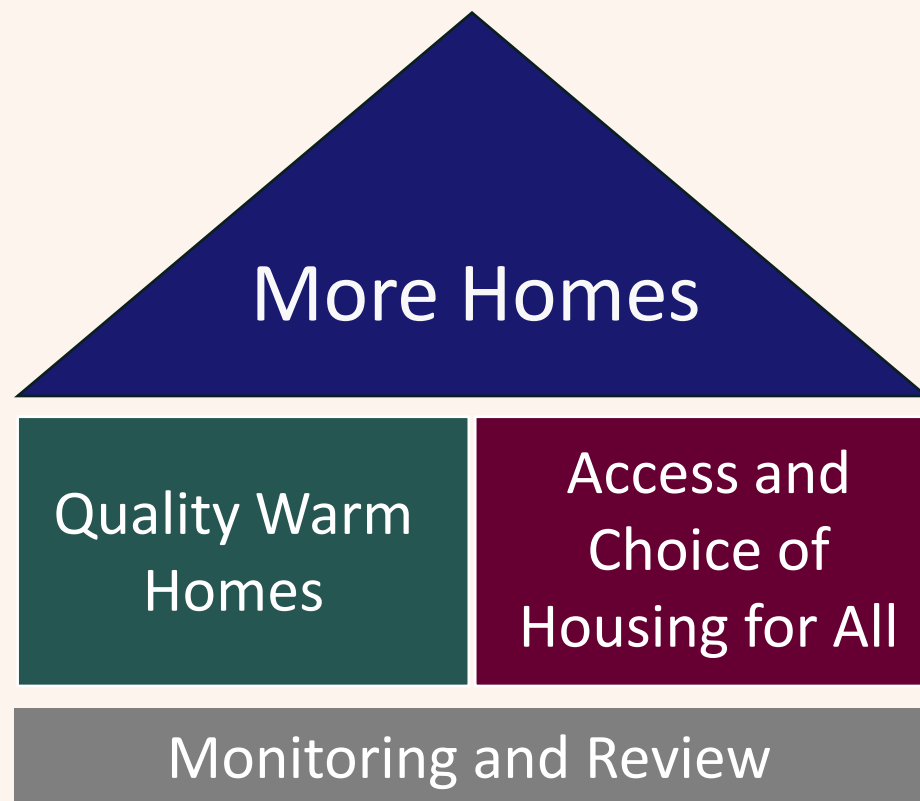 More Homes
Quality Warm
Homes
Access and
Choice of
Housing for All
Monitoring and Review